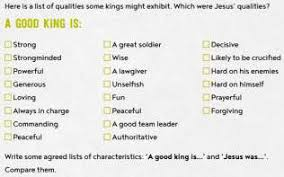 Here is a list of qualities some kings might exhibit. Which were Jesus' qualities?
A GOOD KING IS:
Strong
Strongminded
Powerful
Generous
Loving
Always in charge
Commanding
Peaceful
A great soldier
Wise
A lawgiver
Unselfish
Fun
Peaceful
A good team leader
Authoritative
Decisive
Likely to be crucified
Hard on his enemies
Hard on himself
Prayerful
Forgiving
Write some agreed lists of characteristics: 'A good king is...' and 'Jesus was...'.
Compare them.